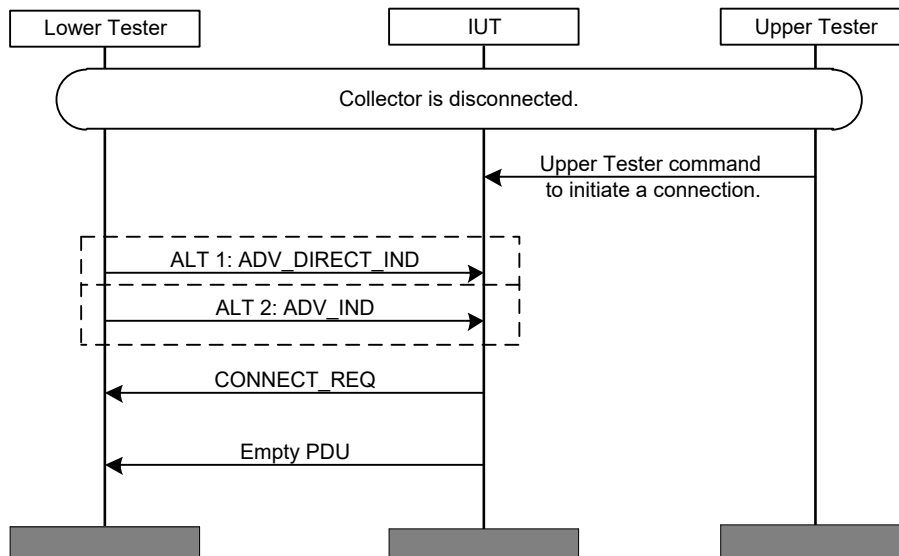 Lower Tester
IUT
Upper Tester
Collector is disconnected.
Upper Tester command
to initiate a connection.
ALT 1: ADV_DIRECT_IND
ALT 2: ADV_IND
CONNECT_REQ
Empty PDU